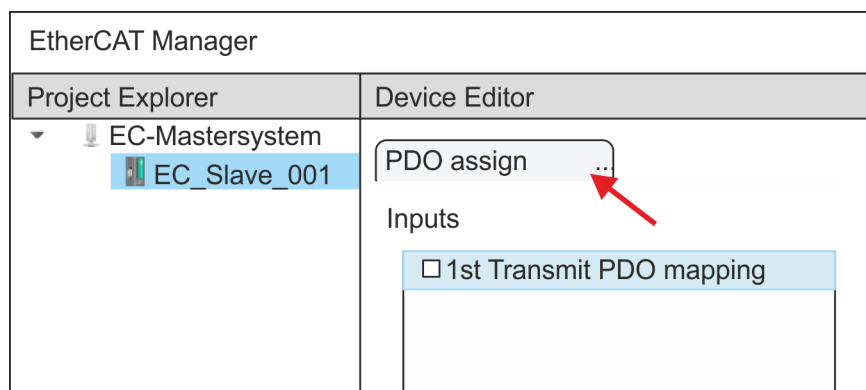 EtherCAT Manager
Project Explorer
Device Editor
EC-Mastersystem
EC_Slave_001
PDO assign ...
Inputs
1st Transmit PDO mapping